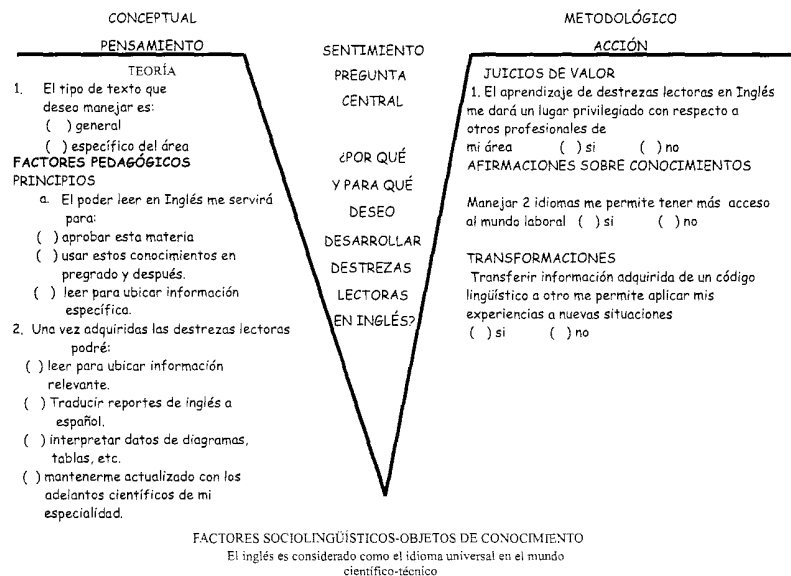 CONCEPTUAL
PENSAMIENTO
TEORÍA
1. El tipo de texto que
deseo manejar es:
( ) general
( ) específico del área
FACTORES PEDAGÓGICOS
PRINCIPIOS
a. El poder leer en Inglés me servirá
para:
( ) aprobar esta materia
( ) usar estos conocimientos en
pregrado y después.
( ) leer para ubicar información
específica.
2. Una vez adquiridas las destrezas lectoras
podré:
( ) leer para ubicar información
relevante.
( ) Traducir reportes de inglés a
español.
( ) interpretar datos de diagramas,
tablas, etc.
( ) mantenerme actualizado con los
adelantos científicos de mi
especialidad.
SENTIMIENTO
PREGUNTA
CENTRAL
¿POR QUÉ
Y PARA QUÉ
DESEO
DESARROLLAR
DESTREZAS
LECTORAS
EN INGLÉS?
METODOLÓGICO
ACCIÓN
JUICIOS DE VALOR
1. El aprendizaje de destrezas lectoras en Inglés
me dará un lugar privilegiado con respecto a
otros profesionales de
mi área ( ) si ( ) no
AFIRMACIONES SOBRE CONOCIMIENTOS
Manejar 2 idiomas me permite tener más acceso
al mundo laboral ( ) si ( ) no
TRANSFORMACIONES
Transferir información adquirida de un código
lingüístico a otro me permite aplicar mis
experiencias a nuevas situaciones
( ) si ( ) no
FACTORES SOCIOLINGÜÍSTICOS-OBJETOS DE CONOCIMIENTO
El inglés es considerado como el idioma universal en el mundo
científico-técnico